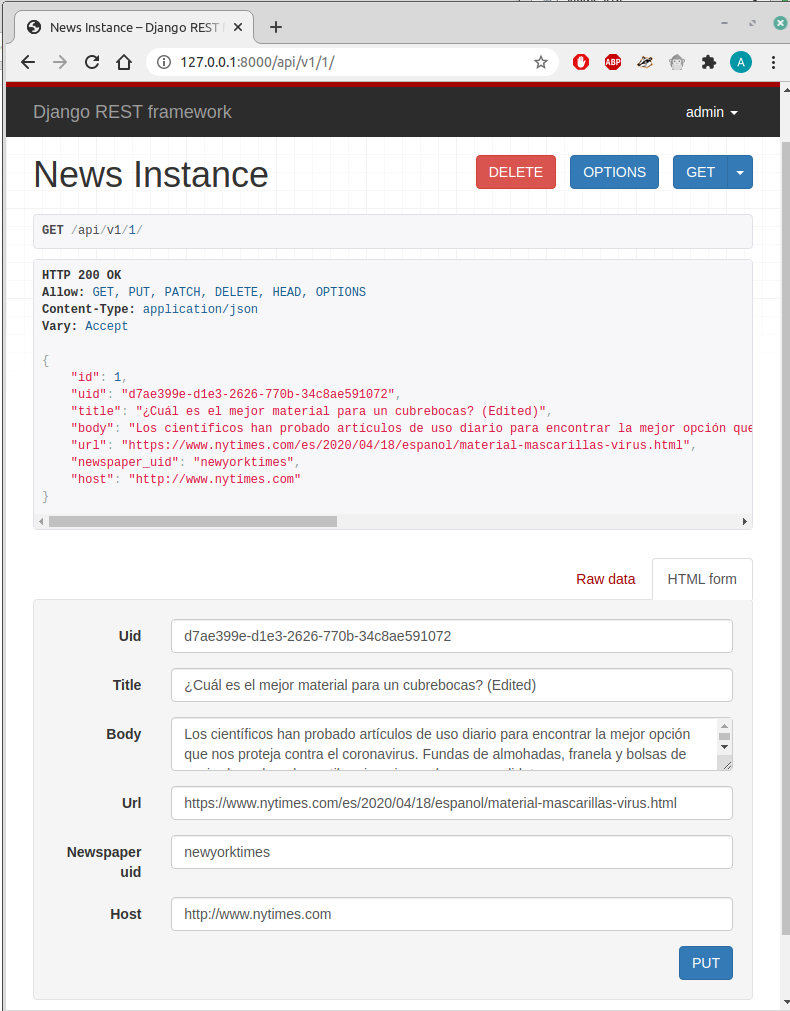 News Instance – Django REST
127.0.0.1:8000/api/v1/1/
ABP
A
Django REST framework
admin
News Instance
DELETE
OPTIONS
GET
GET /api/v1/1/
HTTP 200 OK
Allow: GET, PUT, PATCH, DELETE, HEAD, OPTIONS
Content-Type: application/json
Vary: Accept
{
"id": 1,
"uid": "d7ae399e-d1e3-2626-770b-34c8ae591072",
"title": "¿Cuál es el mejor material para un cubrebocas? (Edited)",
"body": "Los científicos han probado artículos de uso diario para encontrar la mejor opción que
"url": "https://www.nytimes.com/es/2020/04/18/espanol/material-mascarillas-virus.html",
"newspaper_uid": "newyorktimes",
"host": "http://www.nytimes.com"
}
Raw data
HTML form
Uid
d7ae399e-d1e3-2626-770b-34c8ae591072
Title
¿Cuál es el mejor material para un cubrebocas? (Edited)
Body
Los científicos han probado artículos de uso diario para encontrar la mejor opción
que nos proteja contra el coronavirus. Fundas de almohadas, franela y bolsas de
Url
https://www.nytimes.com/es/2020/04/18/espanol/material-mascarillas-virus.html
Newspaper
uid
newyorktimes
Host
http://www.nytimes.com
PUT